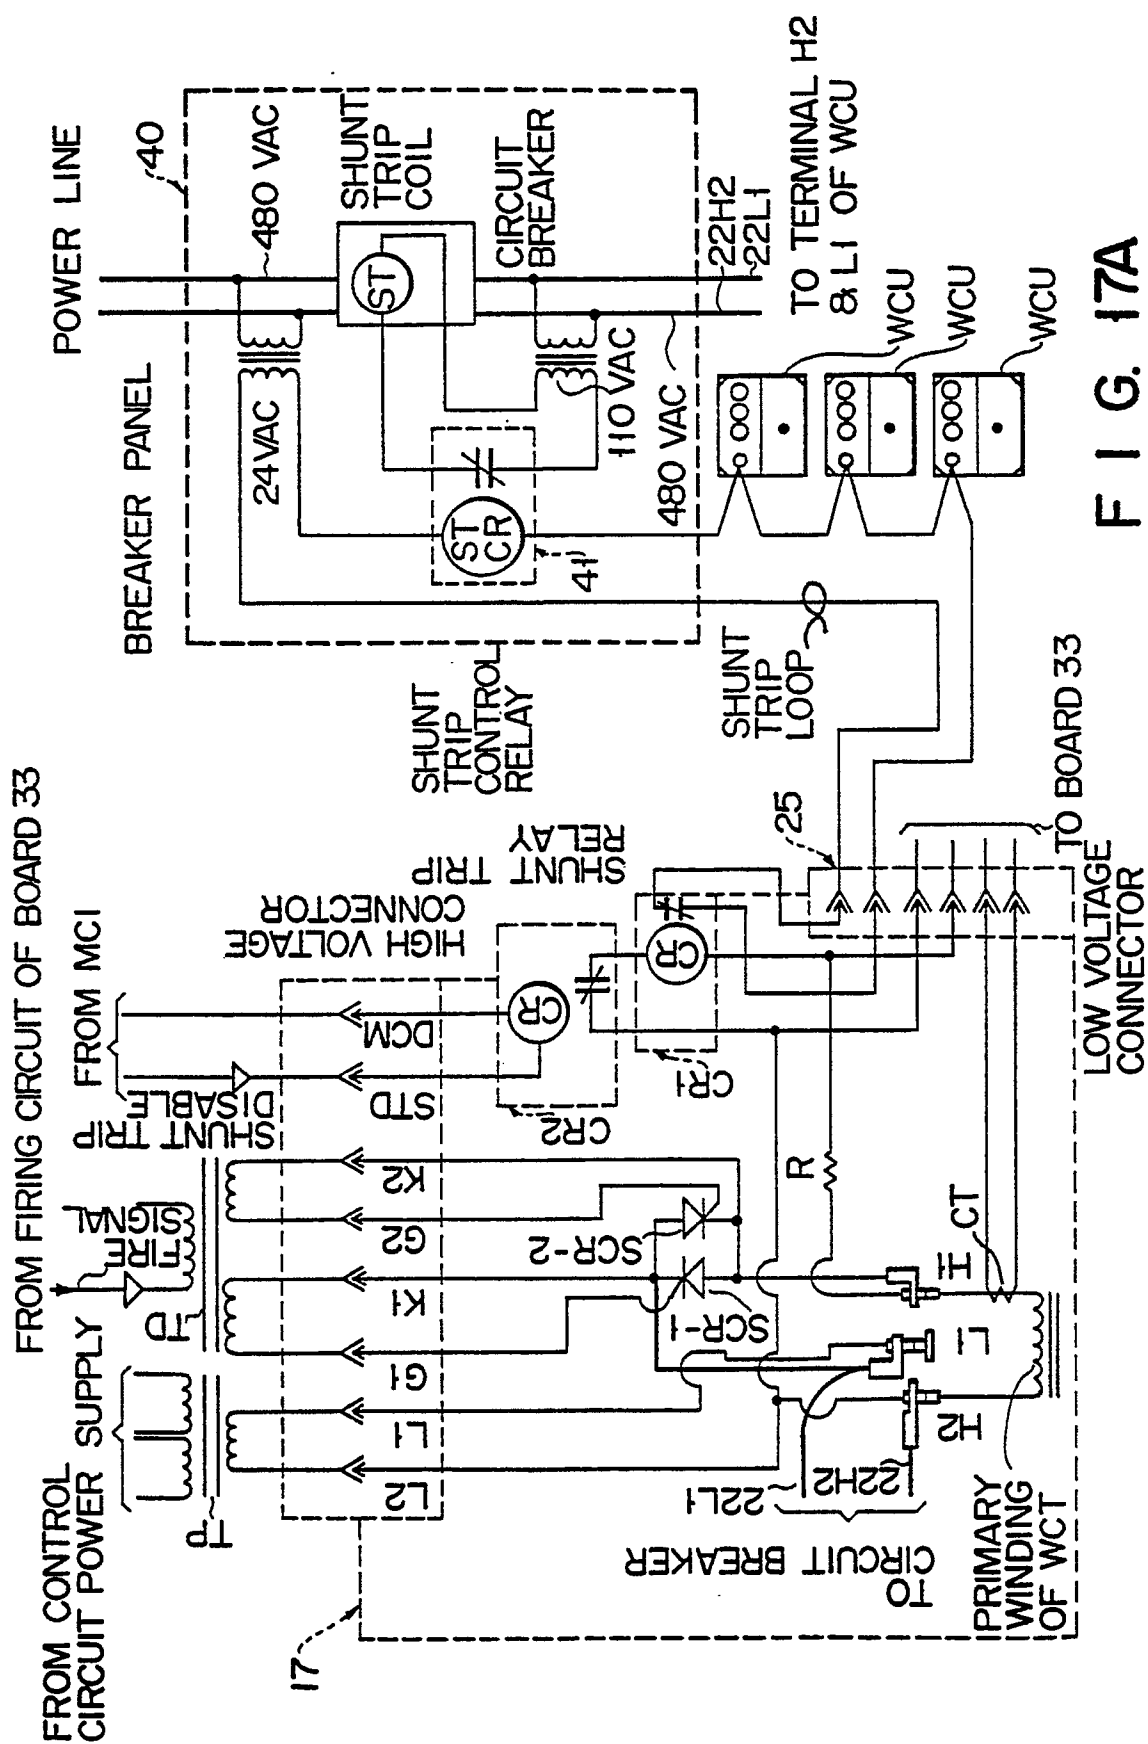 FROM FIRING CIRCUIT OF BOARD 33
FROM CONTROL
CIRCUIT POWER SUPPLY
FIRE
SIGNAL
FROM MCI
SHUNT TRIP
DISABLE
TP
TD
L2
L1
G1
K1
G2
K2
STD
DCM
HIGH VOLTAGE
CONNECTOR
17
CR2
CR
SHUNT TRIP
RELAY
CR1
CR
SCR-1
SCR-2
R
TO
CIRCUIT BREAKER
22L1
22H2
H2
L1
H1
CT
PRIMARY
WINDING
OF WCT
25
LOW VOLTAGE
CONNECTOR
TO BOARD 33
POWER LINE
BREAKER PANEL
40
480 VAC
24VAC
SHUNT
TRIP
COIL
ST
CIRCUIT
BREAKER
110 VAC
480 VAC
ST
CR
41
SHUNT
TRIP
CONTROL
RELAY
SHUNT
TRIP
LOOP
22H2
22L1
TO TERMINAL H2
& L1 OF WCU
WCU
WCU
WCU
FIG. 17A